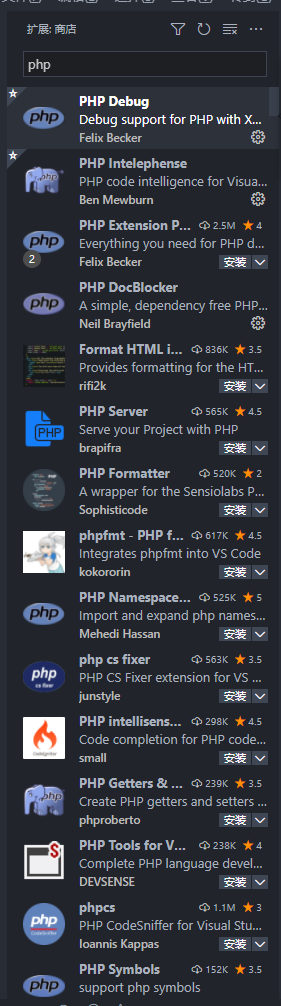 扩展: 商店
php
PHP Debug
Debug support for PHP with X...
Felix Becker
PHP Intelephense
PHP code intelligence for Visua...
Ben Mewburn
PHP Extension P... 2.5M 4
Everything you need for PHP d...
2
Felix Becker 安装
PHP DocBlocker
A simple, dependency free PHP...
Neil Brayfield
Format HTML i... 836K 3.5
Provides formatting for the HT...
rifi2k 安装
PHP Server 565K 4.5
Serve your Project with PHP
brapifra 安装
PHP Formatter 520K 2
A wrapper for the Sensiolabs P...
Sophisticode 安装
phpfmt - PHP f... 617K 4.5
Integrates phpfmt into VS Code
kokororin 安装
PHP Namespace... 525K 5
Import and expand php names...
Mehedi Hassan 安装
php cs fixer 563K 3.5
PHP CS Fixer extension for VS ...
junstyle 安装
PHP intellisens... 298K 4.5
Code completion for PHP code...
small 安装
PHP Getters & ... 239K 3.5
Create PHP getters and setters ...
phproberto 安装
PHP Tools for V... 238K 4
Complete PHP language devel...
DEVSENSE 安装
phpcs 1.1M 3
PHP CodeSniffer for Visual Stu...
Ioannis Kappas 安装
PHP Symbols 152K 3.5
support php symbols